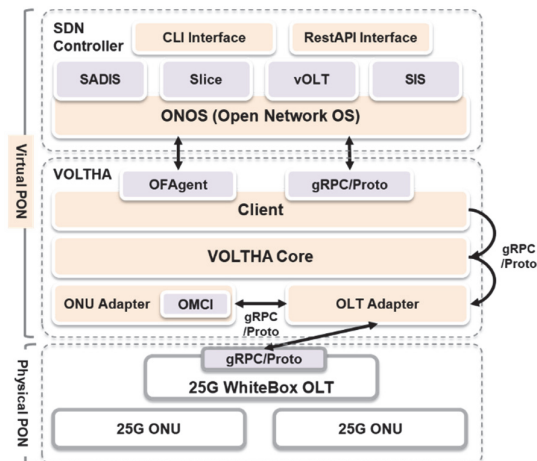 SDN
Controller
CLI Interface
RestAPI Interface
SADIS
Slice
vOLT
SIS
ONOS (Open Network OS)
Virtual PON
VOLTHA
OFAgent
gRPC/Proto
Client
gRPC
/Proto
VOLTHA Core
ONU Adapter
OMCI
gRPC
/Proto
OLT Adapter
Physical PON
gRPC/Proto
25G WhiteBox OLT
25G ONU
25G ONU